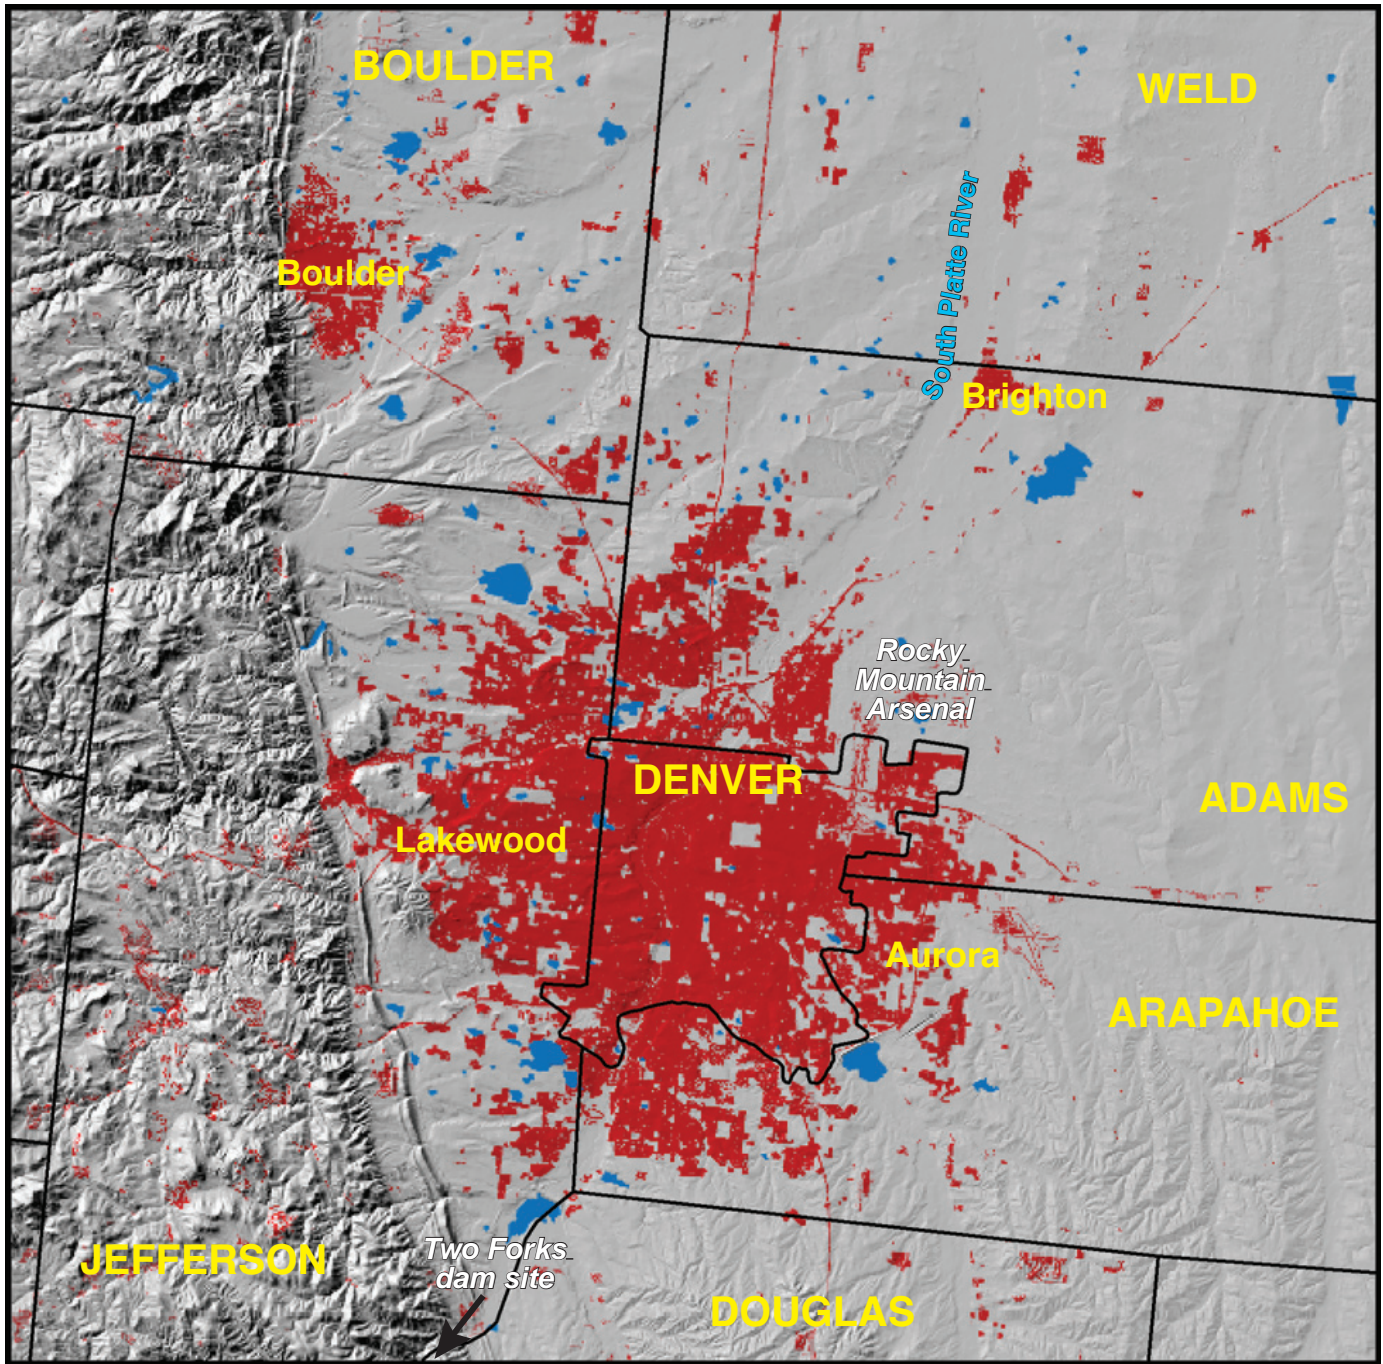 BOULDER
WELD
South Platte River
Boulder
Brighton
Rocky
Mountain
Arsenal
DENVER
ADAMS
Lakewood
Aurora
ARAPAHOE
JEFFERSON
Two Forks
dam site
DOUGLAS